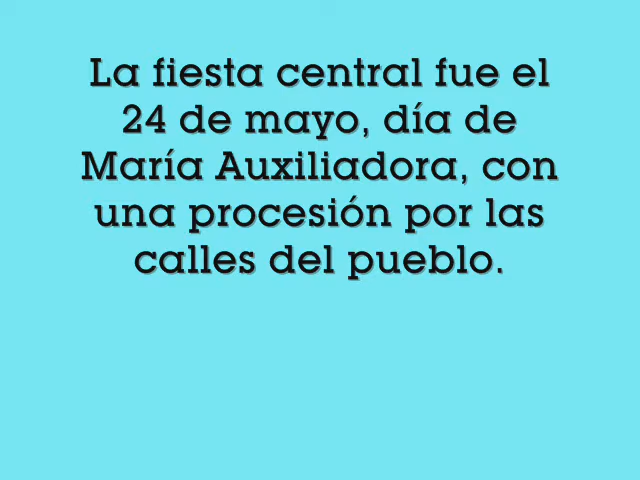 La fiesta central fue el
24 de mayo, día de
María Auxiliadora, con
una procesión por las
calles del pueblo.